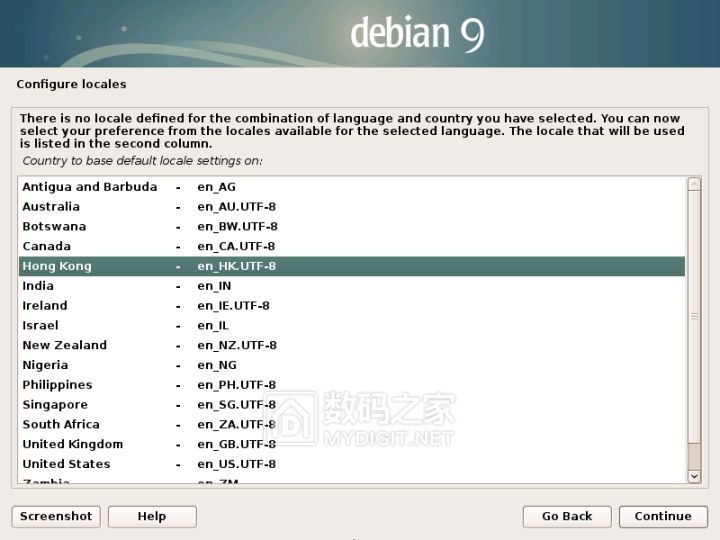 debian 9
Configure locales
There is no locale defined for the combination of language and country you have selected. You can now
select your preference from the locales available for the selected language. The locale that will be used
is listed in the second column.
Country to base default locale settings on:
Antigua and Barbuda - en_AG
Australia - en_AU.UTF-8
Botswana - en_BW.UTF-8
Canada - en_CA.UTF-8
Hong Kong - en_HK.UTF-8
India - en_IN
Ireland - en_IE.UTF-8
Israel - en_IL
New Zealand - en_NZ.UTF-8
Nigeria - en_NG
Philippines - en_PH.UTF-8
Singapore - en_SG.UTF-8
South Africa - en_ZA.UTF-8
United Kingdom - en_GB.UTF-8
United States - en_US.UTF-8
Zambia - en_ZM
数码之家
MYDIGIT.NET
Screenshot Help Go Back Continue